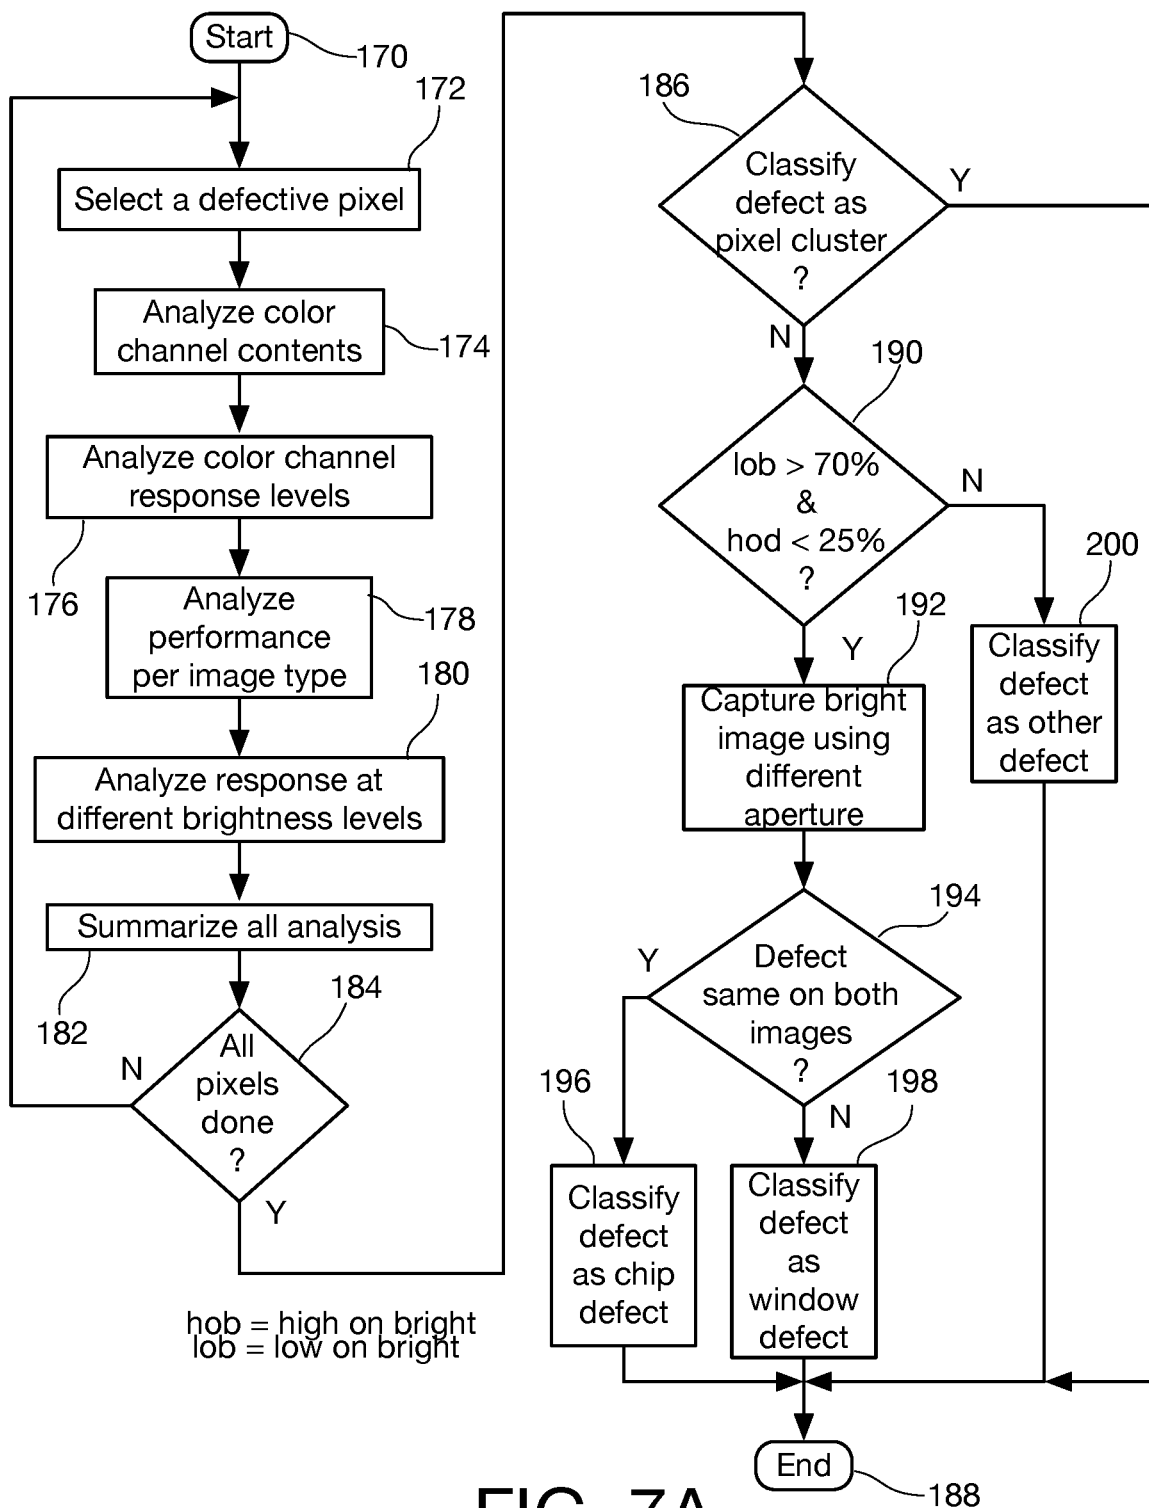 Start
170
172
Select a defective pixel
Analyze color
channel contents
174
Analyze color channel
response levels
176
Analyze
performance
per image type
178
180
Analyze response at
different brightness levels
Summarize all analysis
182
184
All
pixels
done
?
N
Y
hob = high on bright
lob = low on bright
186
Classify
defect as
pixel cluster
?
Y
N
190
lob > 70%
&
hod < 25%
?
N
Y
200
Classify
defect
as other
defect
192
Capture bright
image using
different
aperture
194
Defect
same on both
images
?
Y
N
196
Classify
defect
as chip
defect
198
Classify
defect
as
window
defect
End
188
FIG. 7A